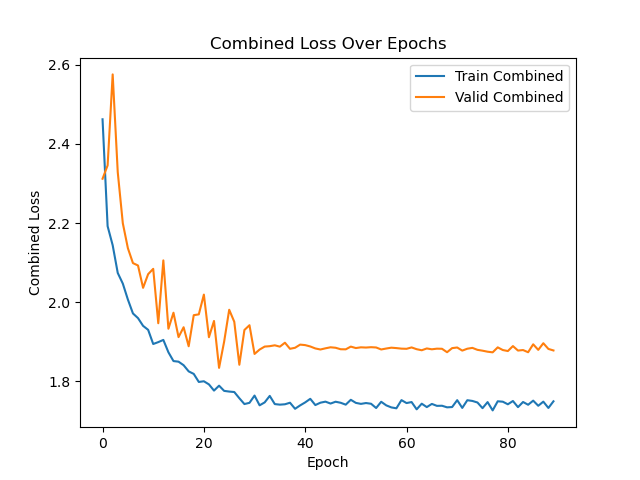 Combined Loss Over Epochs
Train Combined
Valid Combined
2.6
2.4
2.2
2.0
1.8
Combined Loss
0 20 40 60 80
Epoch